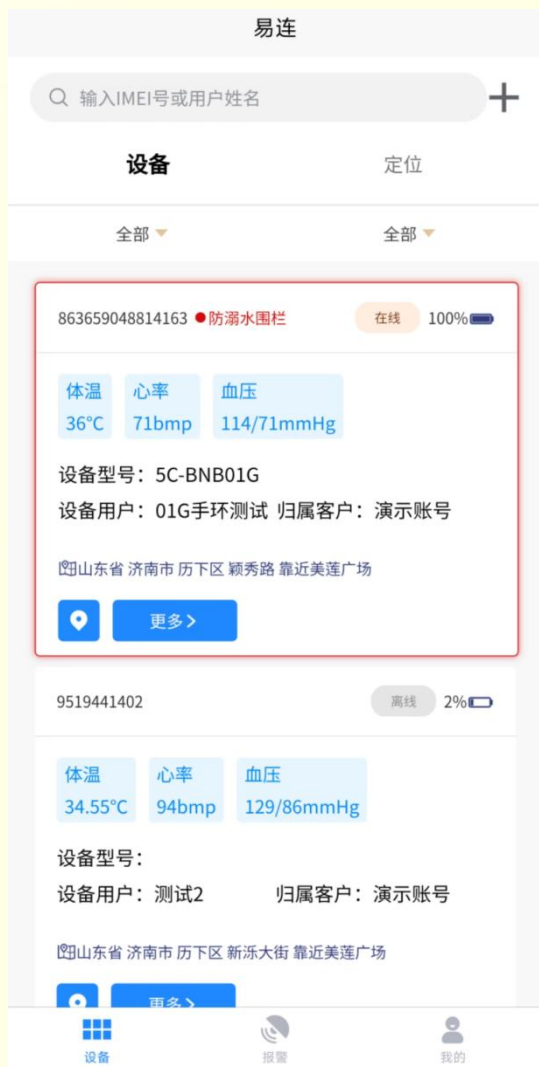 易连
输入IMEI号或用户姓名
设备 定位
全部 全部
863659048814163 防溺水围栏 在线 100%
体温 心率 血压
36°C 71bmp 114/71mmHg
设备型号：5C-BNB01G
设备用户：01G手环测试 归属客户：演示账号
山东省 济南市 历下区 颖秀路 靠近美莲广场
更多
9519441402 离线 2%
体温 心率 血压
34.55°C 94bmp 129/86mmHg
设备型号：
设备用户：测试2 归属客户：演示账号
山东省 济南市 历下区 新泺大街 靠近美莲广场
更多
设备 报警 我的